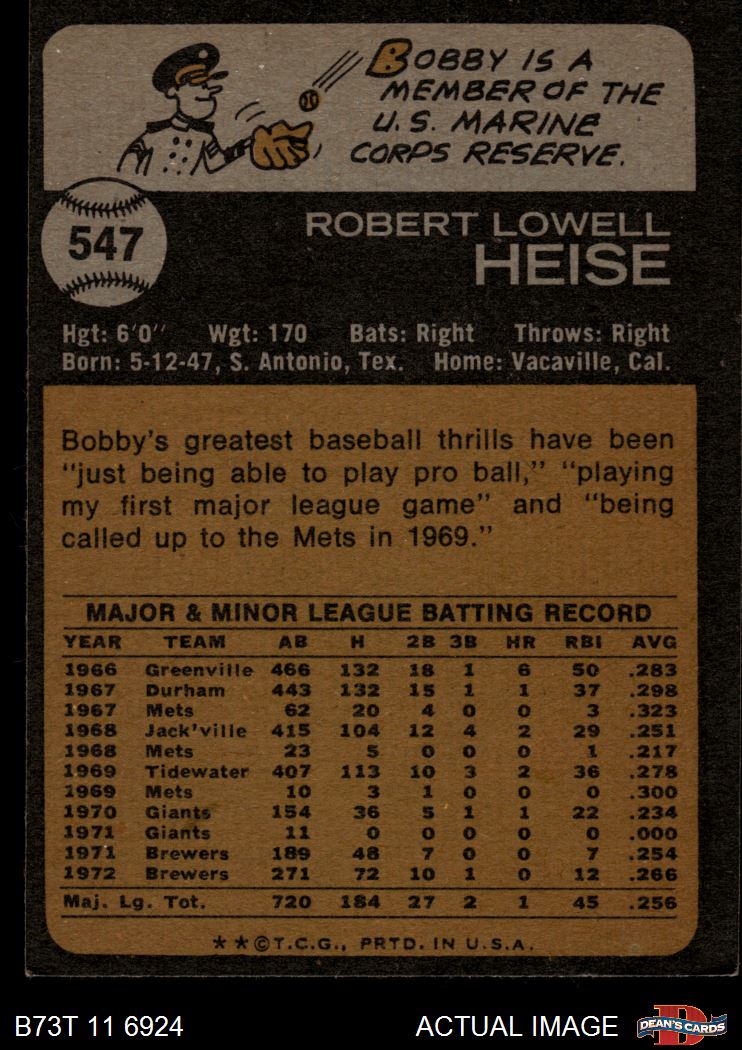 BOBBY IS A
MEMBER OF THE
U.S. MARINE
CORPS RESERVE.
547
ROBERT LOWELL
HEISE
Hgt: 6'0" Wgt: 170 Bats: Right Throws: Right
Born: 5-12-47, S. Antonio, Tex. Home: Vacaville, Cal.
Bobby's greatest baseball thrills have been
"just being able to play pro ball," "playing
my first major league game" and "being
called up to the Mets in 1969."
MAJOR & MINOR LEAGUE BATTING RECORD
YEAR TEAM AB H 2B 3B HR RBI AVG
1966 Greenville 466 132 18 1 6 50 .283
1967 Durham 443 132 15 1 1 37 .298
1967 Mets 62 20 4 0 0 3 .323
1968 Jack'ville 415 104 12 4 2 29 .251
1968 Mets 23 5 0 0 0 1 .217
1969 Tidewater 407 113 10 3 2 36 .278
1969 Mets 10 3 1 0 0 0 .300
1970 Giants 154 36 5 1 1 22 .234
1971 Giants 11 0 0 0 0 0 .000
1971 Brewers 189 48 7 0 0 7 .254
1972 Brewers 271 72 10 1 0 12 .266
Maj. Lg. Tot. 720 184 27 2 1 45 .256
**©T.C.G., PRTD. IN U.S.A.
B73T 11 6924 ACTUAL IMAGE DEAN'S CARDS